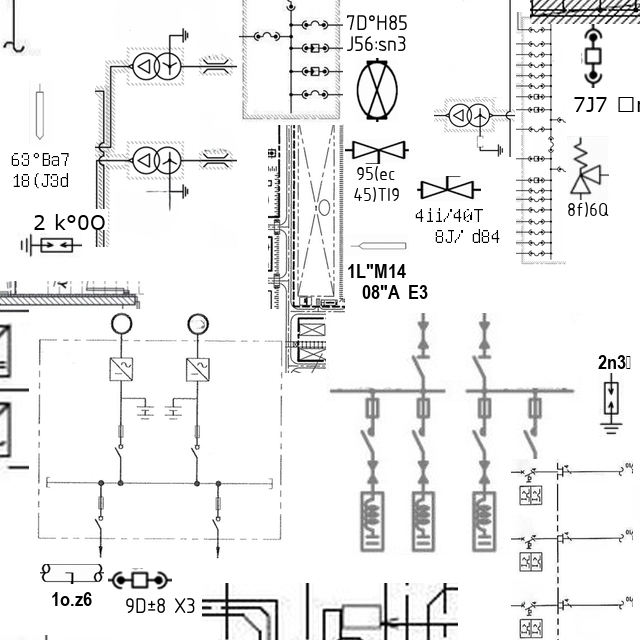 7D°H85
J56:sn3
7J7
63°Ba7
18(J3d
95(ec
45)TI9
4ii/40T
8J/ d84
8f)6Q
2 k°0O
1L"M14
08"A E3
2n3
1o.z6
9D±8 X3